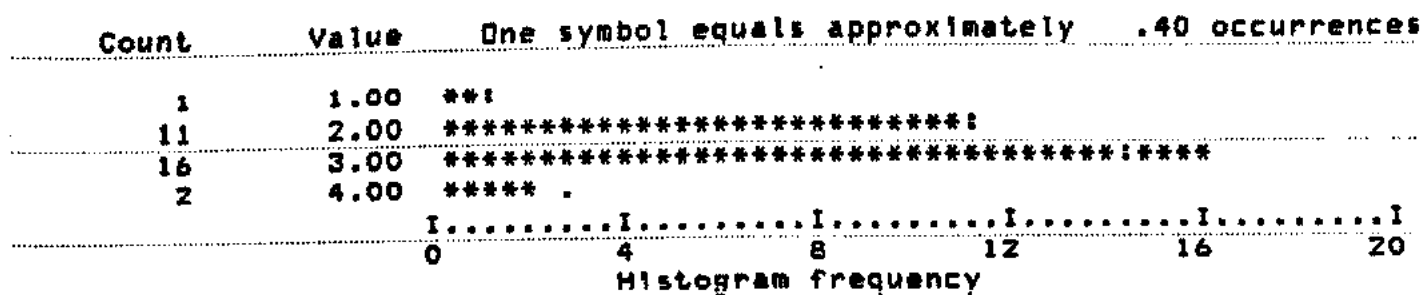 Count Value One symbol equals approximately .40 occurrences
1 1.00 **:
11 2.00 ***************************:
16 3.00 ***********************************:****
2 4.00 ***** .
I.........I.........I.........I.........I.........I
0 4 8 12 16 20
Histogram frequency